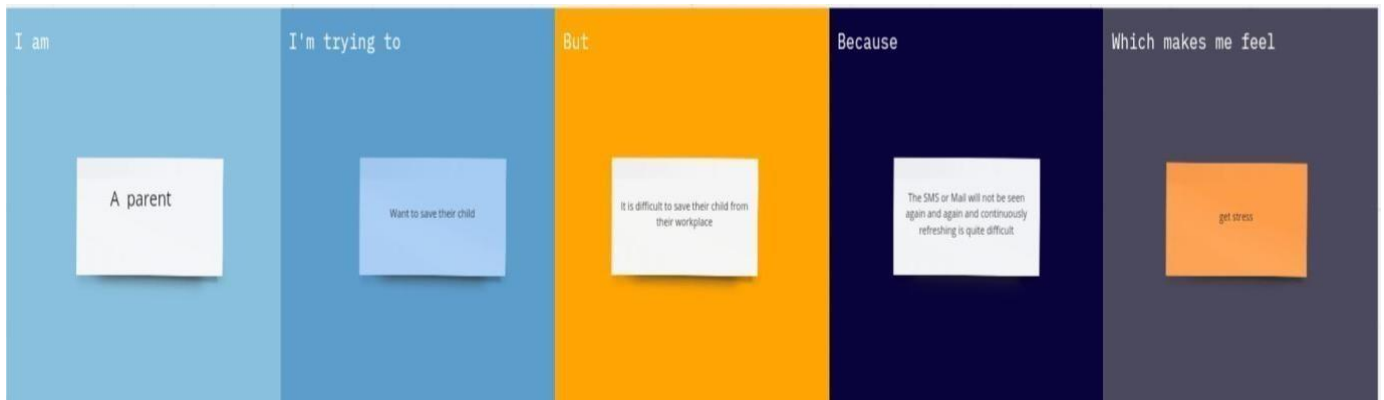 I am
I'm trying to
But
Because
Which makes me feel
A parent
Want to save their child
It is difficult to save their child from
their workplace
The SMS or Mail will not be seen
again and again and continuously
refreshing is quite difficult
get stress